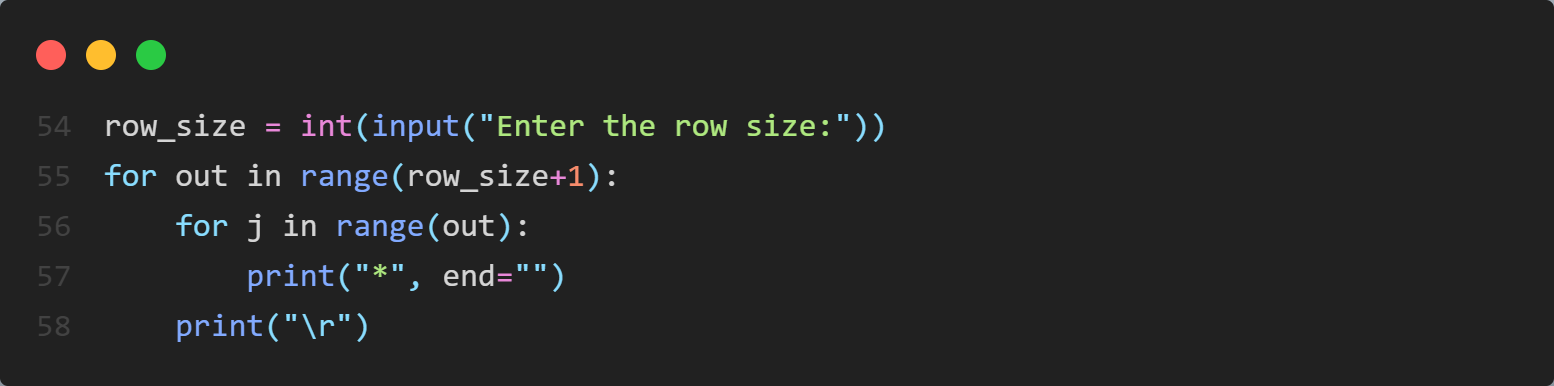 54 row_size = int(input("Enter the row size:"))
55 for out in range(row_size+1):
56     for j in range(out):
57         print("*", end="")
58     print("\r")